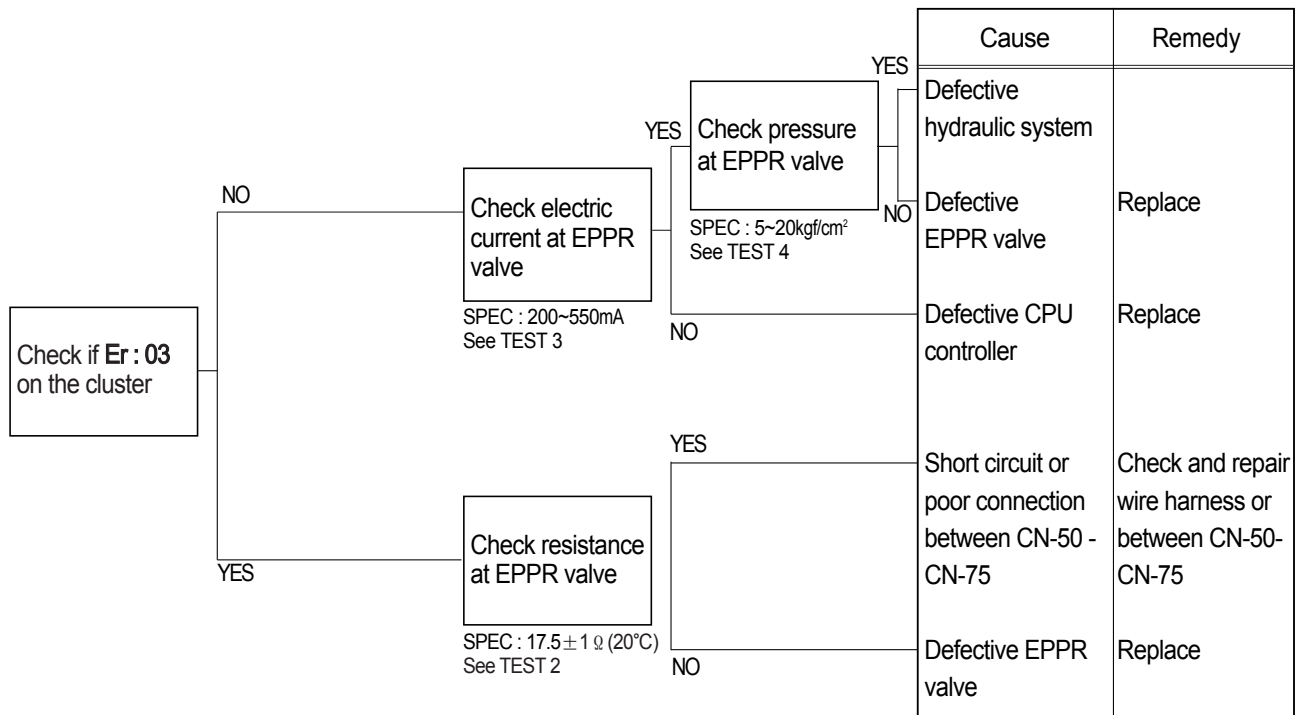 Check if Er : 03
on the cluster
NO
YES
Check electric
current at EPPR
valve
SPEC : 200~550mA
See TEST 3
YES
NO
Check pressure
at EPPR valve
SPEC : 5~20kgf/cm²
See TEST 4
YES
NO
Check resistance
at EPPR valve
SPEC : 17.5±1 Ω (20°C)
See TEST 2
YES
NO
Cause
Remedy
Defective
hydraulic system
Defective
EPPR valve
Replace
Defective CPU
controller
Replace
Short circuit or
poor connection
between CN-50 -
CN-75
Check and repair
wire harness or
between CN-50-
CN-75
Defective EPPR
valve
Replace